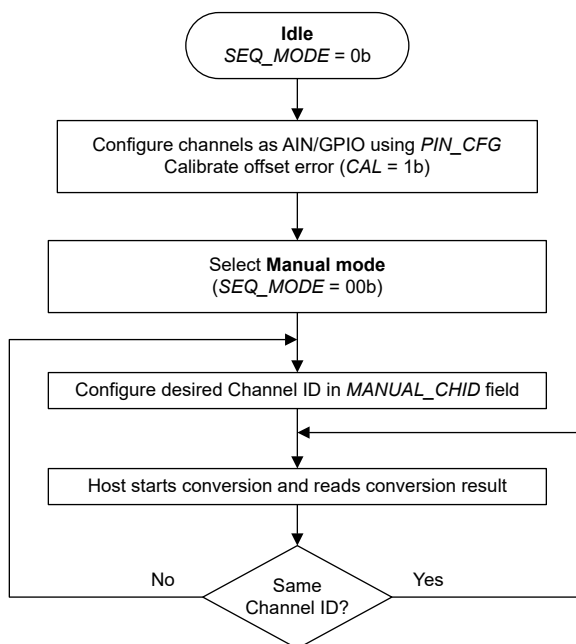 Idle
SEQ_MODE = 0b
Configure channels as AIN/GPIO using PIN_CFG
Calibrate offset error (CAL = 1b)
Select Manual mode
(SEQ_MODE = 00b)
Configure desired Channel ID in MANUAL_CHID field
Host starts conversion and reads conversion result
No
Same
Channel ID?
Yes